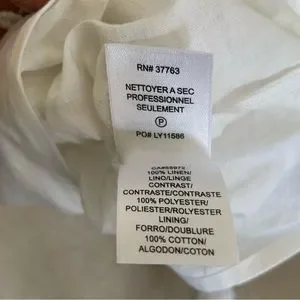 RN# 37763
NETTOYER A SEC
PROFESSIONNEL
SEULEMENT
P
PO# LY11586
100% LINEN/
LINO/LINGE
CONTRAST/
CONTRASTE/CONTRASTE
100% POLYESTER/
POLIESTER/ROLYESTER
LINING/
FORRO/DOUBLURE
100% COTTON/
ALGODON/COTON